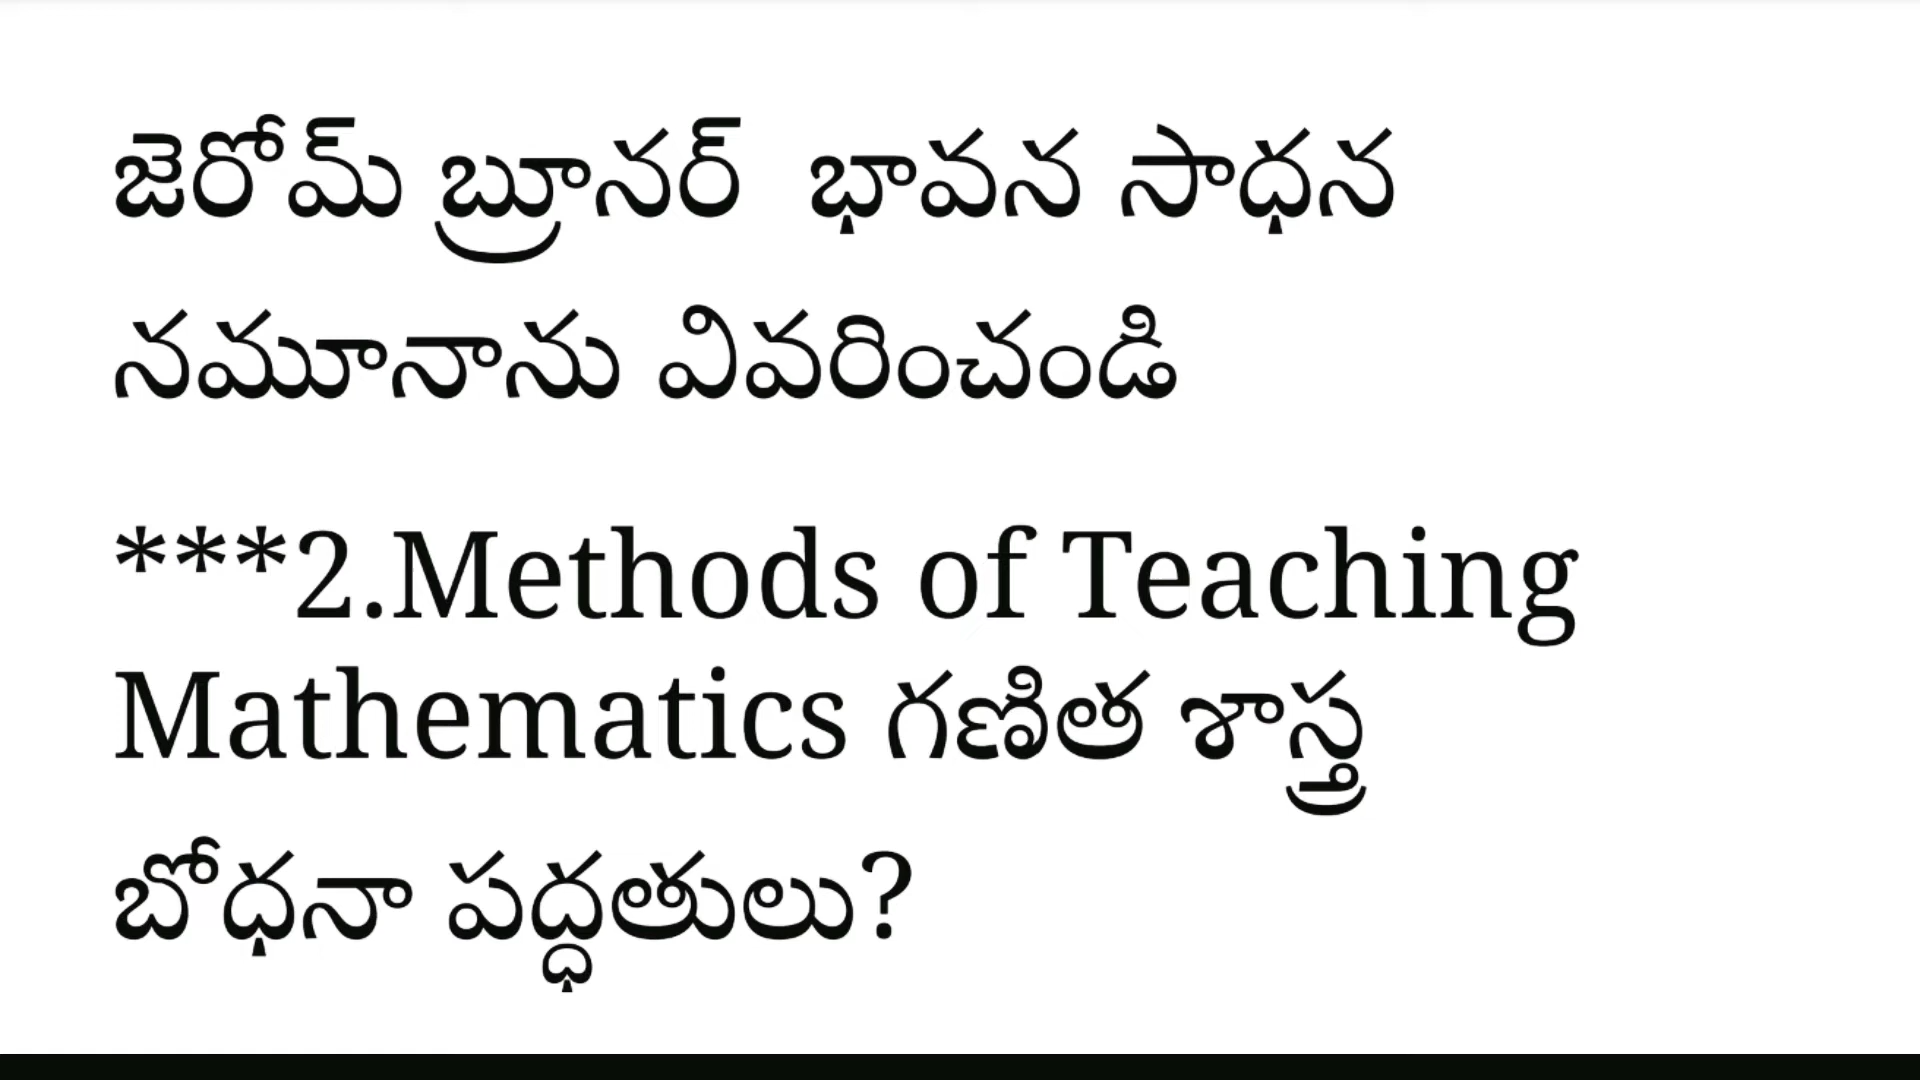 జెరోమ్ బ్రూనర్  భావన సాధన
నమూనాను వివరించండి
***2.Methods of Teaching
Mathematics గణిత శాస్త్ర
బోధనా పద్ధతులు?